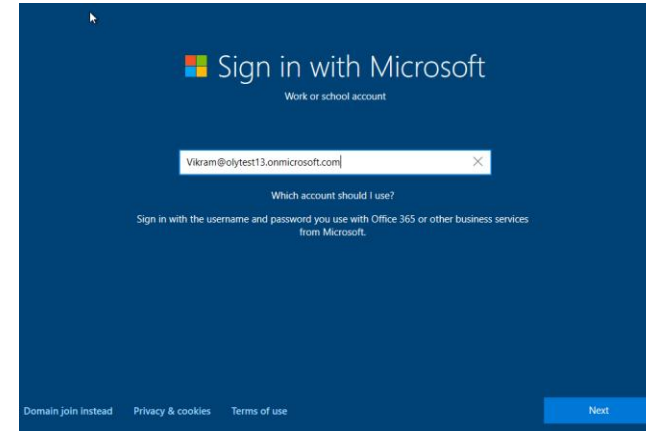 Sign in with Microsoft
Work or school account
Vikram@olytest13.onmicrosoft.com
Which account should I use?
Sign in with the username and password you use with Office 365 or other business services
from Microsoft.
Domain join instead Privacy & cookies Terms of use Next